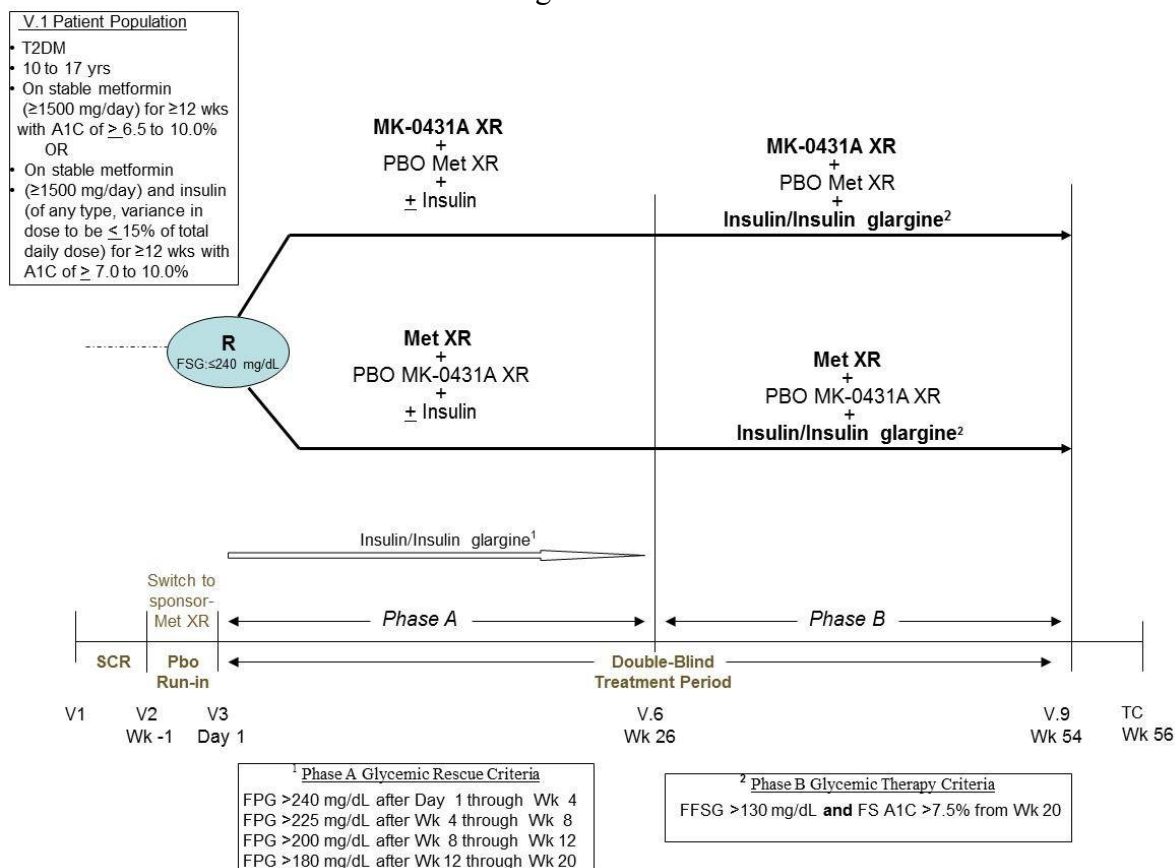 g
V.1 Patient Population
• T2DM
• 10 to 17 yrs
• On stable metformin
(≥1500 mg/day) for ≥12 wks
with A1C of ≥ 6.5 to 10.0%
OR
• On stable metformin
• (≥1500 mg/day) and insulin
(of any type, variance in
dose to be ≤ 15% of total
daily dose) for ≥12 wks with
A1C of ≥ 7.0 to 10.0%
MK-0431A XR
+
PBO Met XR
+
± Insulin
MK-0431A XR
+
PBO Met XR
+
Insulin/Insulin glargine²
R
FSG:≤240 mg/dL
Met XR
+
PBO MK-0431A XR
+
± Insulin
Met XR
+
PBO MK-0431A XR
+
Insulin/Insulin glargine²
Insulin/Insulin glargine¹
Switch to
sponsor-
Met XR
Phase A
Phase B
SCR
Pbo
Run-in
Double-Blind
Treatment Period
V1
V2
Wk -1
V3
Day 1
V.6
Wk 26
V.9
Wk 54
TC
Wk 56
¹ Phase A Glycemic Rescue Criteria
FPG >240 mg/dL after Day 1 through Wk 4
FPG >225 mg/dL after Wk 4 through Wk 8
FPG >200 mg/dL after Wk 8 through Wk 12
FPG >180 mg/dL after Wk 12 through Wk 20
² Phase B Glycemic Therapy Criteria
FFSG >130 mg/dL and FS A1C >7.5% from Wk 20